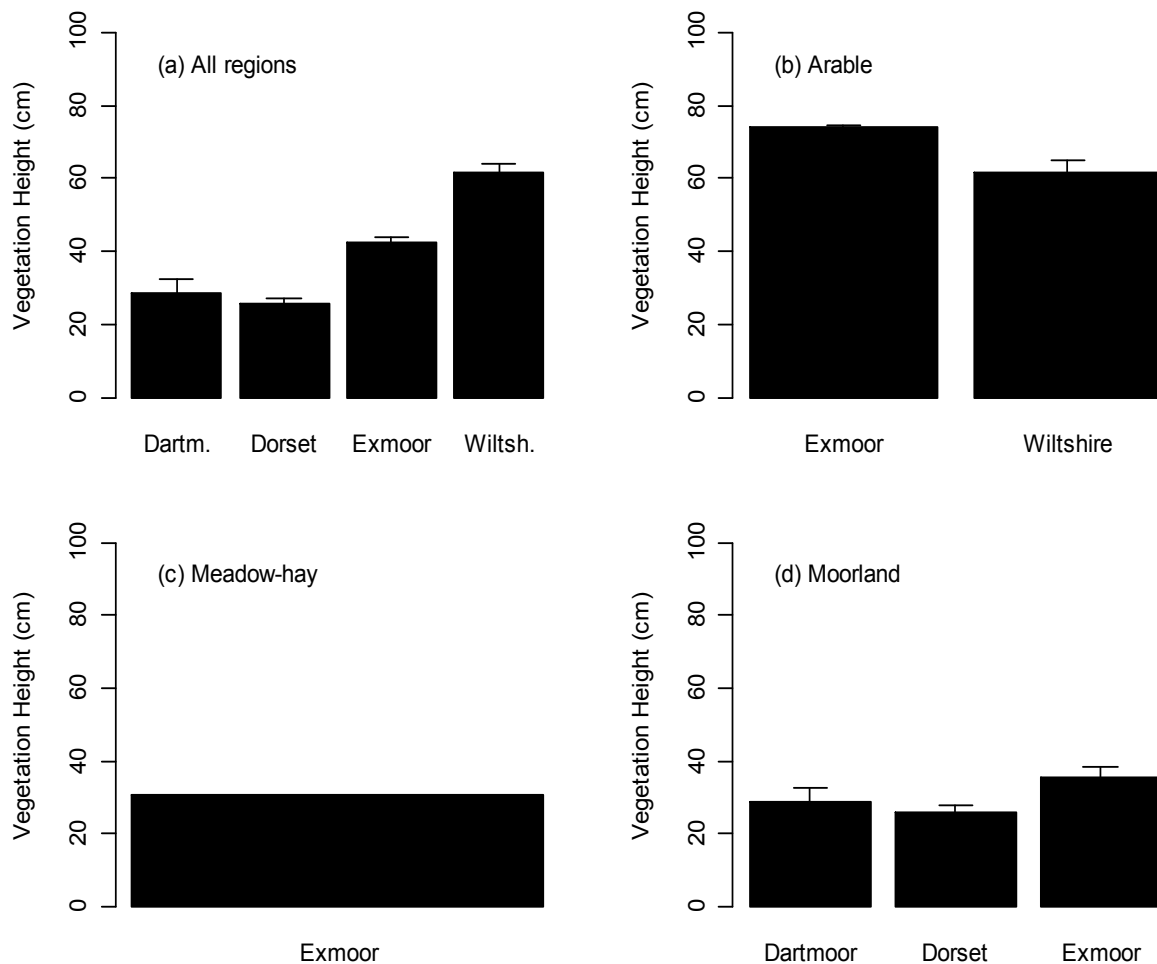 (a) All regions
Vegetation Height (cm)
100
80
60
40
20
0
Dartm. Dorset Exmoor Wiltsh.
(b) Arable
Vegetation Height (cm)
100
80
60
40
20
0
Exmoor Wiltshire
(c) Meadow-hay
Vegetation Height (cm)
100
80
60
40
20
0
Exmoor
(d) Moorland
Vegetation Height (cm)
100
80
60
40
20
0
Dartmoor Dorset Exmoor